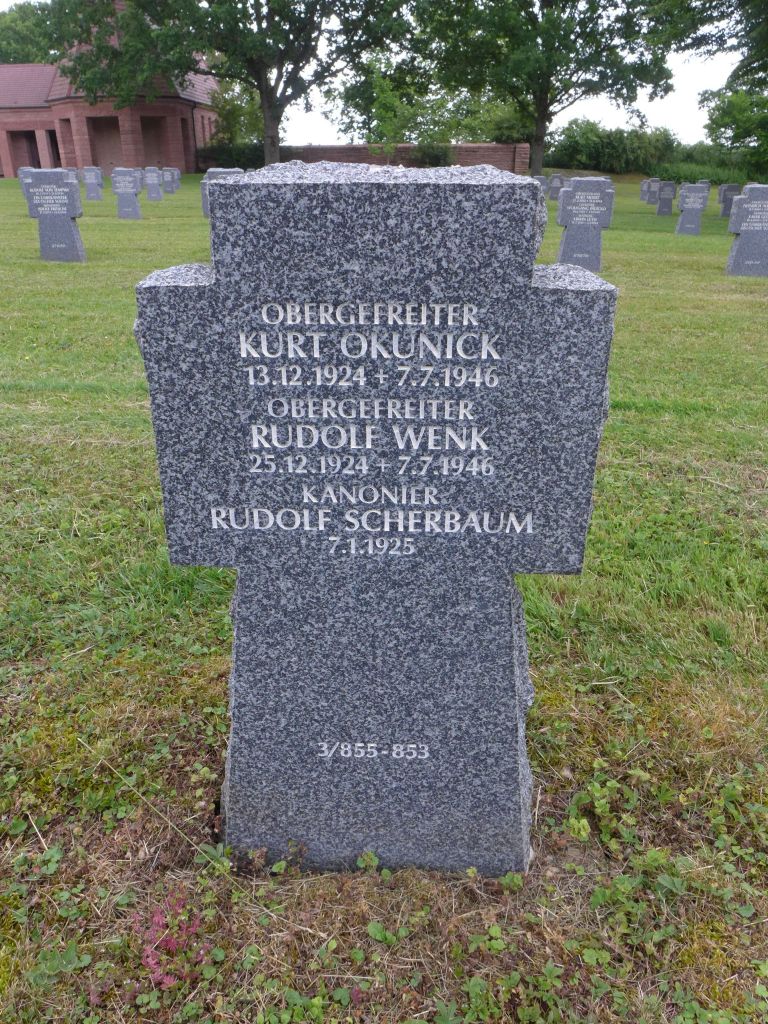 OBERGEFREITER
KURT OKUNICK
13.12.1924 + 7.7.1946
OBERGEFREITER
RUDOLF WENK
25.12.1924 + 7.7.1946
KANONIER
RUDOLF SCHERBAUM
7.1.1925
3/855-853